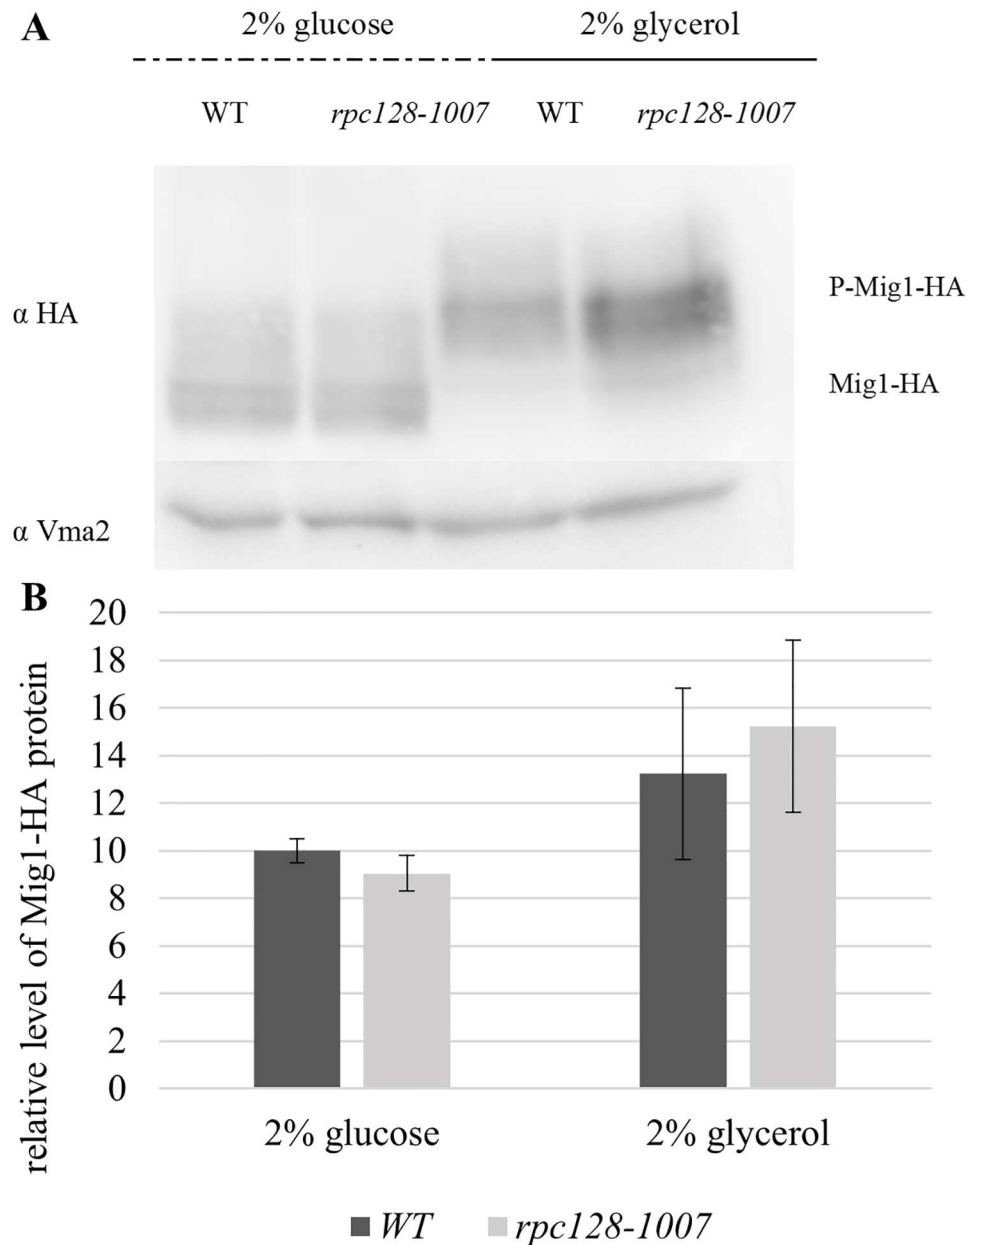 A
2% glucose 2% glycerol
WT rpc128-1007 WT rpc128-1007
P-Mig1-HA
α HA
Mig1-HA
α Vma2
B
relative level of Mig1-HA protein
20
18
16
14
12
10
8
6
4
2
0
2% glucose 2% glycerol
WT rpc128-1007